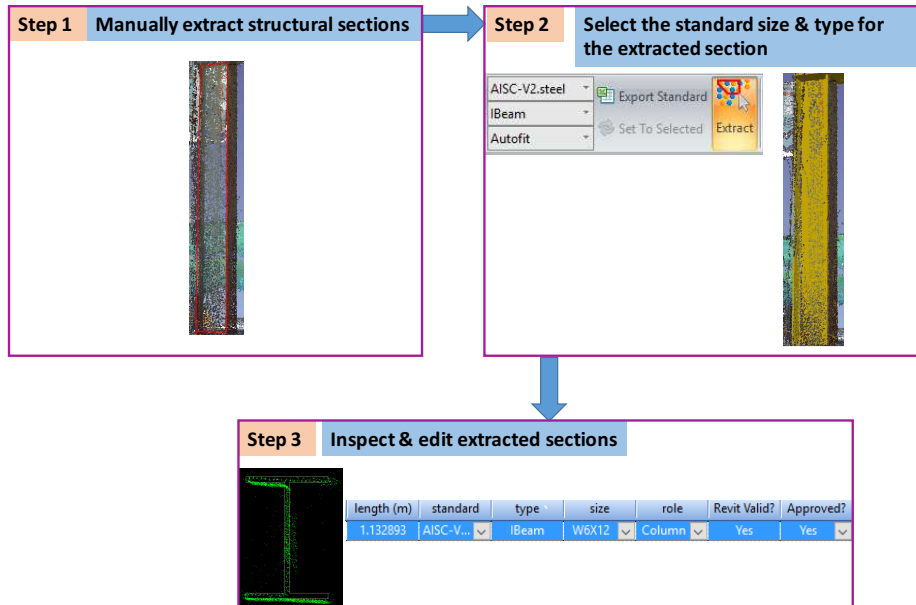 Step 1
Manually extract structural sections
Step 2
Select the standard size & type for
the extracted section
AISC-V2.steel
IBeam
Autofit
Export Standard
Set To Selected
Extract
Step 3
Inspect & edit extracted sections
length (m) standard type size role Revit Valid? Approved?
1.132893 AISC-V... IBeam W6X12 Column Yes Yes